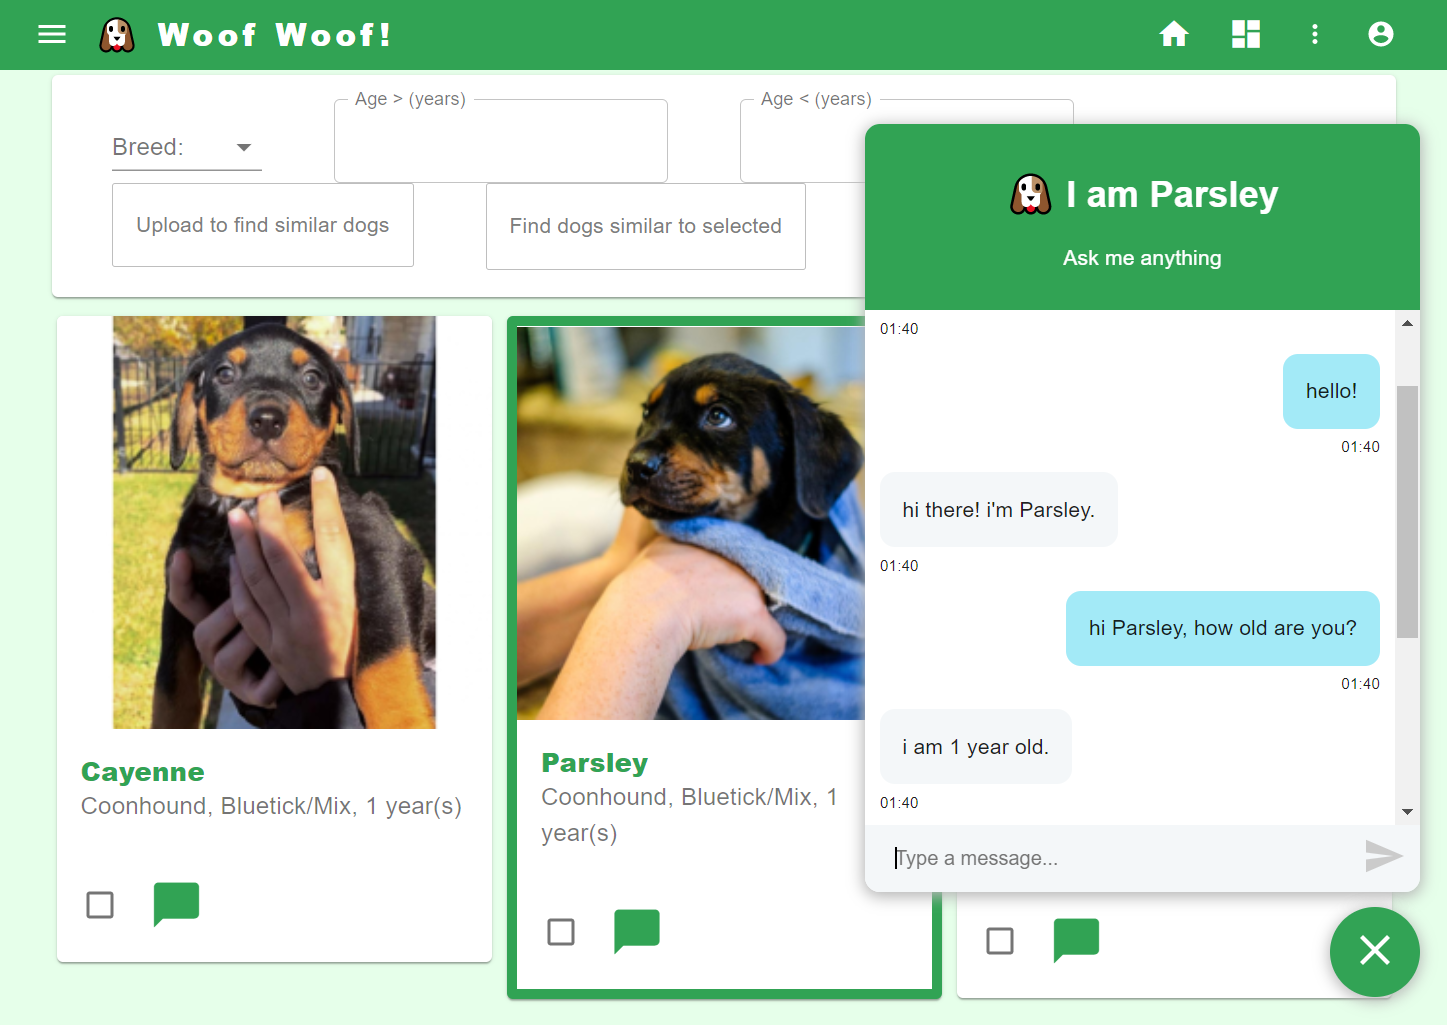 Woof Woof!
Age > (years)
Age < (years)
Breed:
Upload to find similar dogs
Find dogs similar to selected
Cayenne
Coonhound, Bluetick/Mix, 1 year(s)
Parsley
Coonhound, Bluetick/Mix, 1
year(s)
I am Parsley
Ask me anything
01:40
hello!
01:40
hi there! i'm Parsley.
01:40
hi Parsley, how old are you?
01:40
i am 1 year old.
01:40
Type a message...